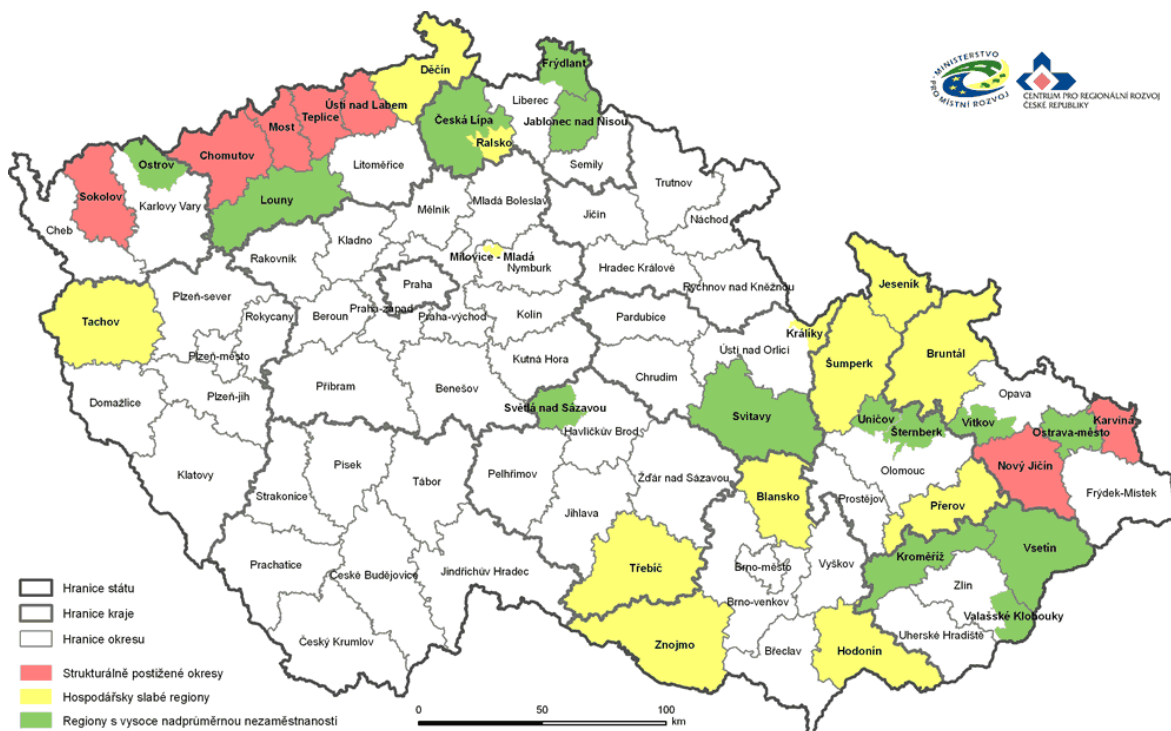 Děčín
Frýdlant
MINISTERSTVO
PRO MÍSTNÍ ROZVOJ
CENTRUM PRO REGIONÁLNÍ ROZVOJ
ČESKÉ REPUBLIKY
Ústí nad Labem
Liberec
Teplice
Most
Česká Lípa
Jablonec nad Nisou
Ralsko
Chomutov
Ostrov
Litoměřice
Semily
Trutnov
Sokolov
Louny
Karlovy Vary
Mělník
Mladá Boleslav
Jičín
Náchod
Cheb
Kladno
Rakovník
Milovice - Mladá
Nymburk
Hradec Králové
Rychnov nad Kněžnou
Praha
Jeseník
Plzeň-sever
Tachov
Rokycany
Beroun
Praha-západ
Praha-východ
Kolín
Pardubice
Králíky
Ústí nad Orlicí
Šumperk
Bruntál
Plzeň-město
Kutná Hora
Chrudim
Příbram
Benešov
Domažlice
Plzeň-jih
Opava
Světlá nad Sázavou
Svitavy
Uničov
Šternberk
Vítkov
Ostrava-město
Karviná
Havlíčkův Brod
Klatovy
Písek
Tábor
Pelhřimov
Žďár nad Sázavou
Olomouc
Nový Jičín
Frýdek-Místek
Strakonice
Blansko
Prostějov
Přerov
Jihlava
Vsetín
Kroměříž
Prachatice
České Budějovice
Jindřichův Hradec
Třebíč
Brno-město
Vyškov
Zlín
Brno-venkov
Valašské Klobouky
Český Krumlov
Znojmo
Břeclav
Hodonín
Uherské Hradiště
Hranice státu
Hranice kraje
Hranice okresu
Strukturálně postižené okresy
Hospodářsky slabé regiony
Regiony s vysoce nadprůměrnou nezaměstnaností
0 50 100
km